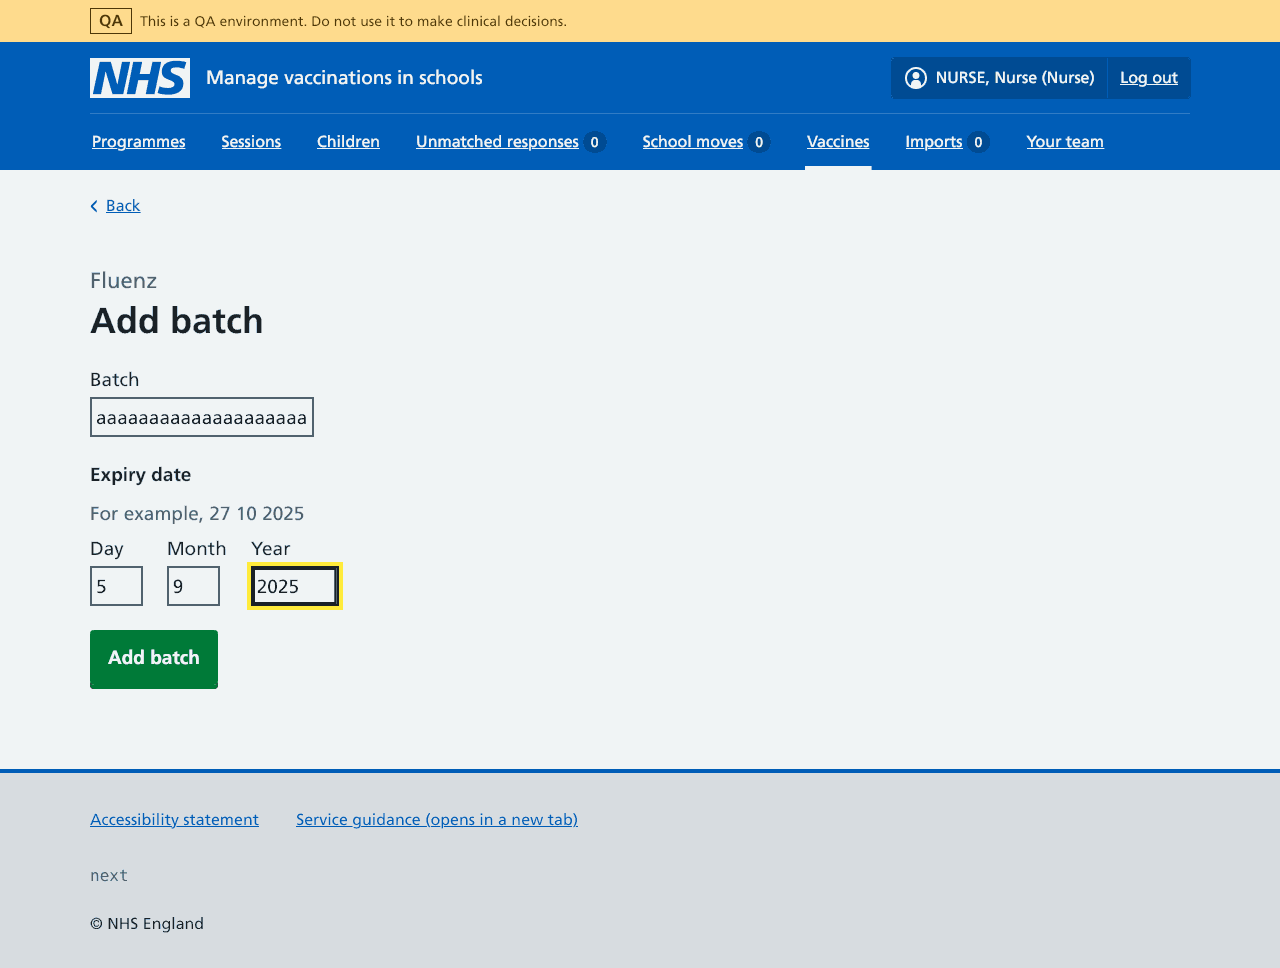 QA This is a QA environment. Do not use it to make clinical decisions.
NHS Manage vaccinations in schools NURSE, Nurse (Nurse) Log out
Programmes Sessions Children Unmatched responses 0 School moves 0 Vaccines Imports 0 Your team
Back
Fluenz
Add batch
Batch
aaaaaaaaaaaaaaaaaaaa
Expiry date
For example, 27 10 2025
Day Month Year
5 9 2025
Add batch
Accessibility statement Service guidance (opens in a new tab)
next
© NHS England